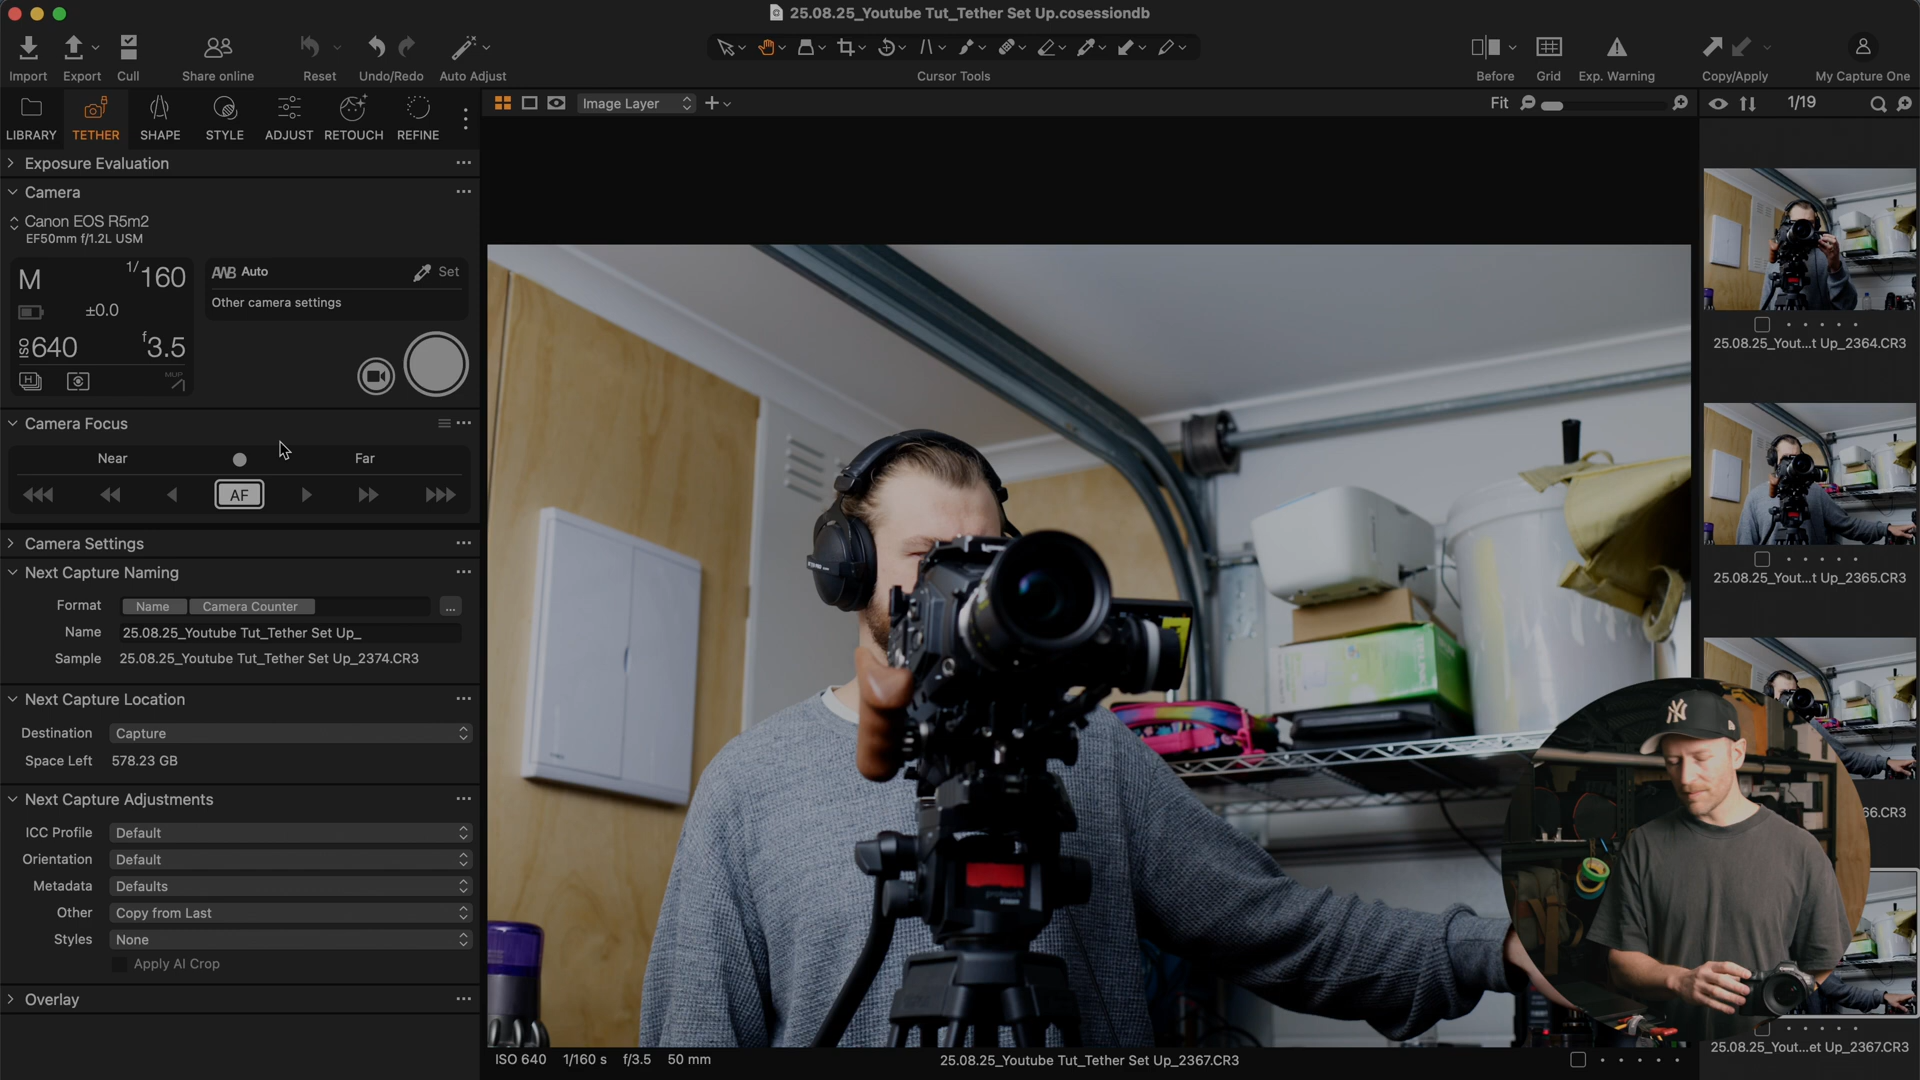 25.08.25_Youtube Tut_Tether Set Up.cosessiondb
Import
Export
Cull
Share online
Reset
Undo/Redo
Auto Adjust
Cursor Tools
Before
Grid
Exp. Warning
Copy/Apply
My Capture One
LIBRARY
TETHER
SHAPE
STYLE
ADJUST
RETOUCH
REFINE
Image Layer
Fit
1/19
Exposure Evaluation
Camera
Canon EOS R5m2
EF50mm f/1.2L USM
M
1/160
AWB Auto
Set
±0.0
Other camera settings
ISO 640
f3.5
H
MUP
Camera Focus
Near
Far
AF
Camera Settings
Next Capture Naming
Format Name Camera Counter ...
Name 25.08.25_Youtube Tut_Tether Set Up_
Sample 25.08.25_Youtube Tut_Tether Set Up_2374.CR3
Next Capture Location
Destination Capture
Space Left 578.23 GB
Next Capture Adjustments
ICC Profile Default
Orientation Default
Metadata Defaults
Other Copy from Last
Styles None
Apply AI Crop
Overlay
25.08.25_Yout...t Up_2364.CR3
25.08.25_Yout...t Up_2365.CR3
66.CR3
25.08.25_Yout...et Up_2367.CR3
NY
ISO 640 1/160 s f/3.5 50 mm
25.08.25_Youtube Tut_Tether Set Up_2367.CR3